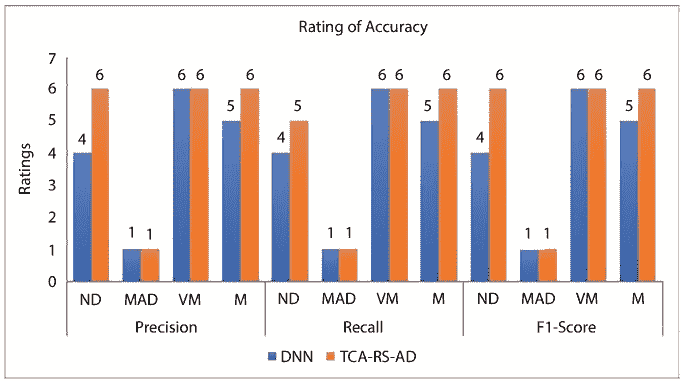 Rating of Accuracy
Ratings
7
6
5
4
3
2
1
0
4 6 1 1 6 6 5 6 4 5 1 1 6 6 5 6 4 6 1 1 6 6 5 6
ND MAD VM M ND MAD VM M ND MAD VM M
Precision Recall F1-Score
DNN TCA-RS-AD